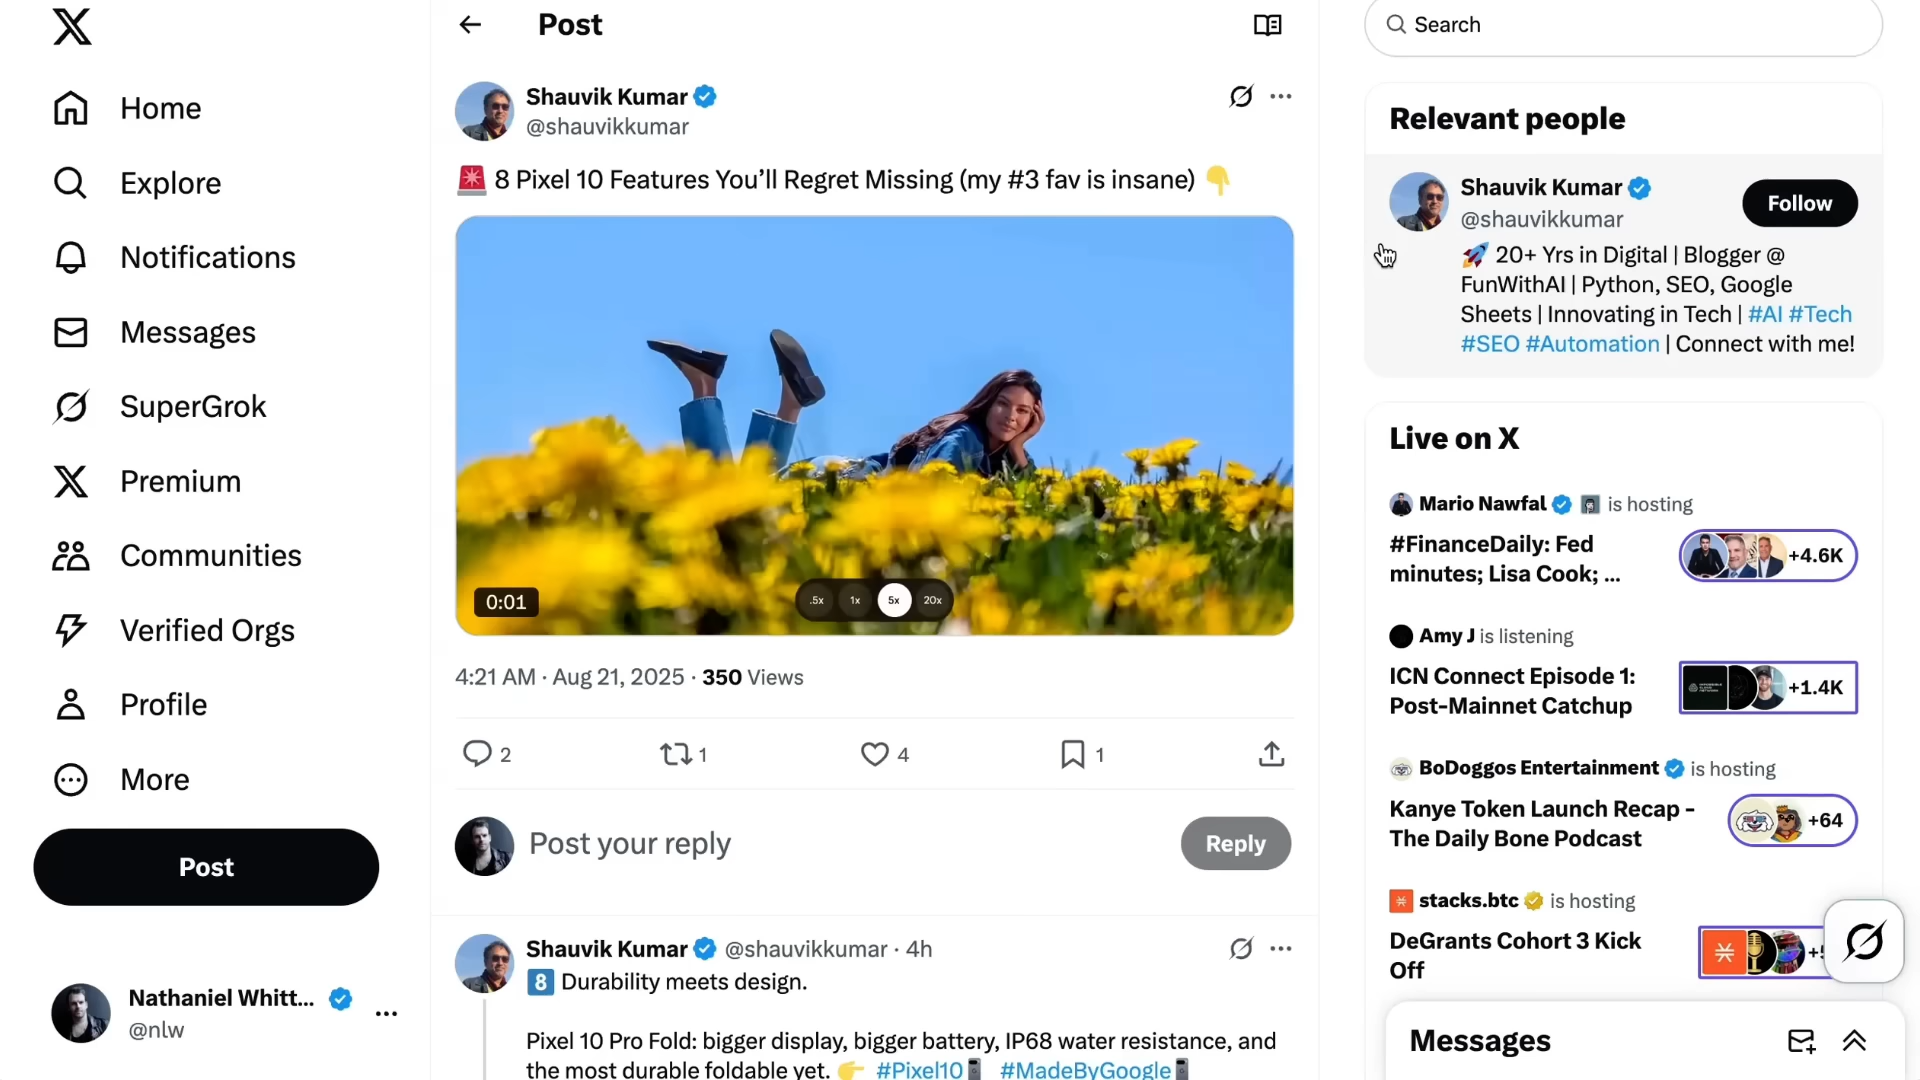 Home
Explore
Notifications
Messages
SuperGrok
Premium
Communities
Verified Orgs
Profile
More
Post
Nathaniel Whitt...
@nlw
Post
Shauvik Kumar
@shauvikkumar
🚨 8 Pixel 10 Features You’ll Regret Missing (my #3 fav is insane) 👇
0:01
.5x 1x 5x 20x
4:21 AM · Aug 21, 2025 · 350 Views
2 1 4 1
Post your reply
Reply
Shauvik Kumar @shauvikkumar · 4h
8️⃣ Durability meets design.
Pixel 10 Pro Fold: bigger display, bigger battery, IP68 water resistance, and
the most durable foldable yet. 👉 #Pixel10 #MadeByGoogle
Search
Relevant people
Shauvik Kumar
@shauvikkumar
Follow
🚀 20+ Yrs in Digital | Blogger @
FunWithAI | Python, SEO, Google
Sheets | Innovating in Tech | #AI #Tech
#SEO #Automation | Connect with me!
Live on X
Mario Nawfal is hosting
#FinanceDaily: Fed
minutes; Lisa Cook; ...
+4.6K
Amy J is listening
ICN Connect Episode 1:
Post-Mainnet Catchup
+1.4K
BoDoggos Entertainment is hosting
Kanye Token Launch Recap -
The Daily Bone Podcast
+64
stacks.btc is hosting
DeGrants Cohort 3 Kick
Off
Messages